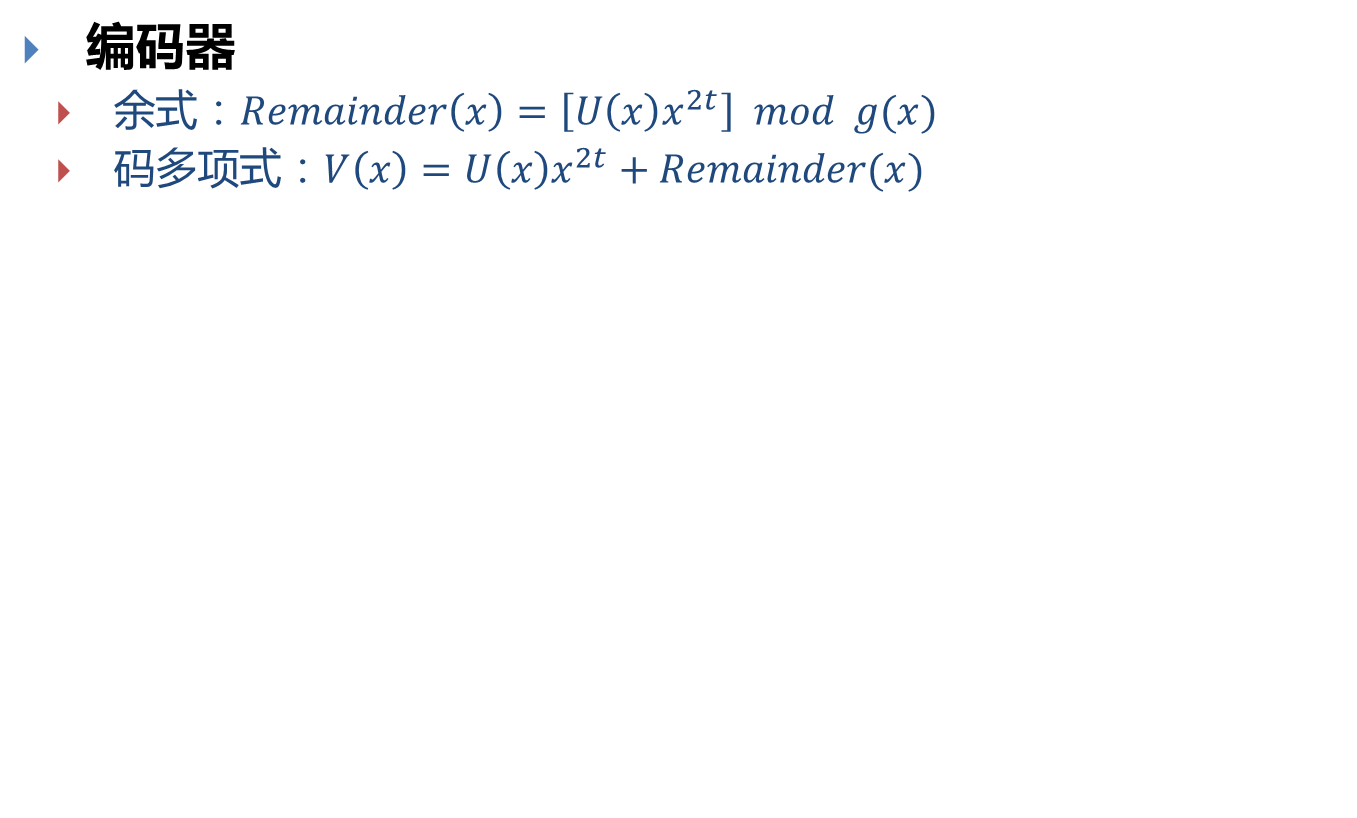 编码器
余式：Remainder(x) = [U(x)x^{2t}] mod g(x)
码多项式：V(x) = U(x)x^{2t} + Remainder(x)